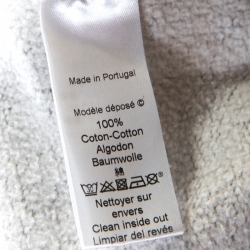 Made in Portugal
Modèle déposé ©
100%
Coton-Cotton
Algodon
Baumwolle
Nettoyer sur
envers
Clean inside out
Limpiar del revés